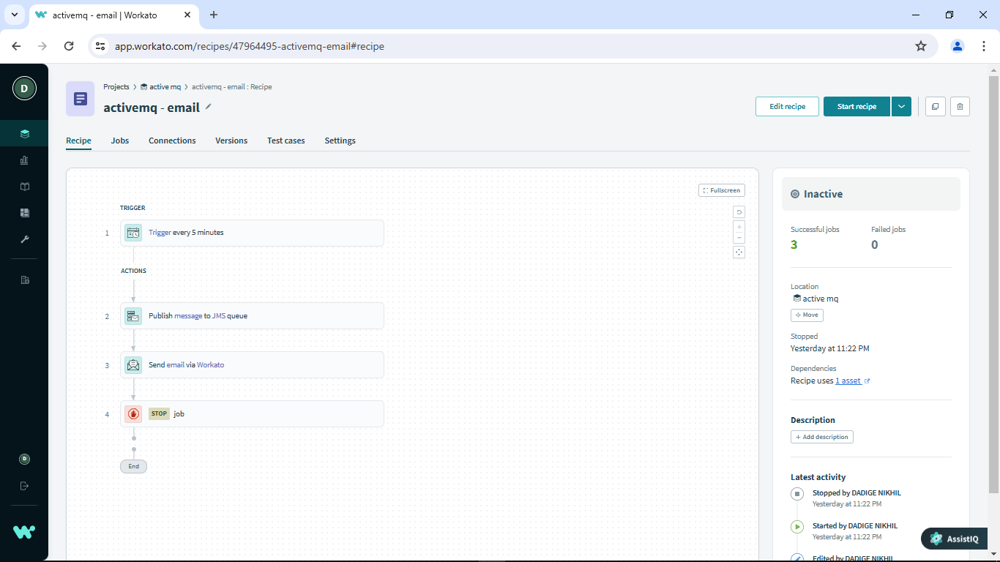 activemq - email | Workato
app.workato.com/recipes/47964495-activemq-email#recipe
D
Projects > active mq > activemq - email : Recipe
activemq - email
Edit recipe
Start recipe
Recipe Jobs Connections Versions Test cases Settings
Fullscreen
TRIGGER
1 Trigger every 5 minutes
ACTIONS
2 Publish message to JMS queue
3 Send email via Workato
4 STOP job
End
Inactive
Successful jobs Failed jobs
3 0
Location
active mq
Move
Stopped
Yesterday at 11:22 PM
Dependencies
Recipe uses 1 asset
Description
+ Add description
Latest activity
Stopped by DADIGE NIKHIL
Yesterday at 11:22 PM
Started by DADIGE NIKHIL
Yesterday at 11:22 PM
Edited by DADIGE NIKHIL
AssistIQ
D